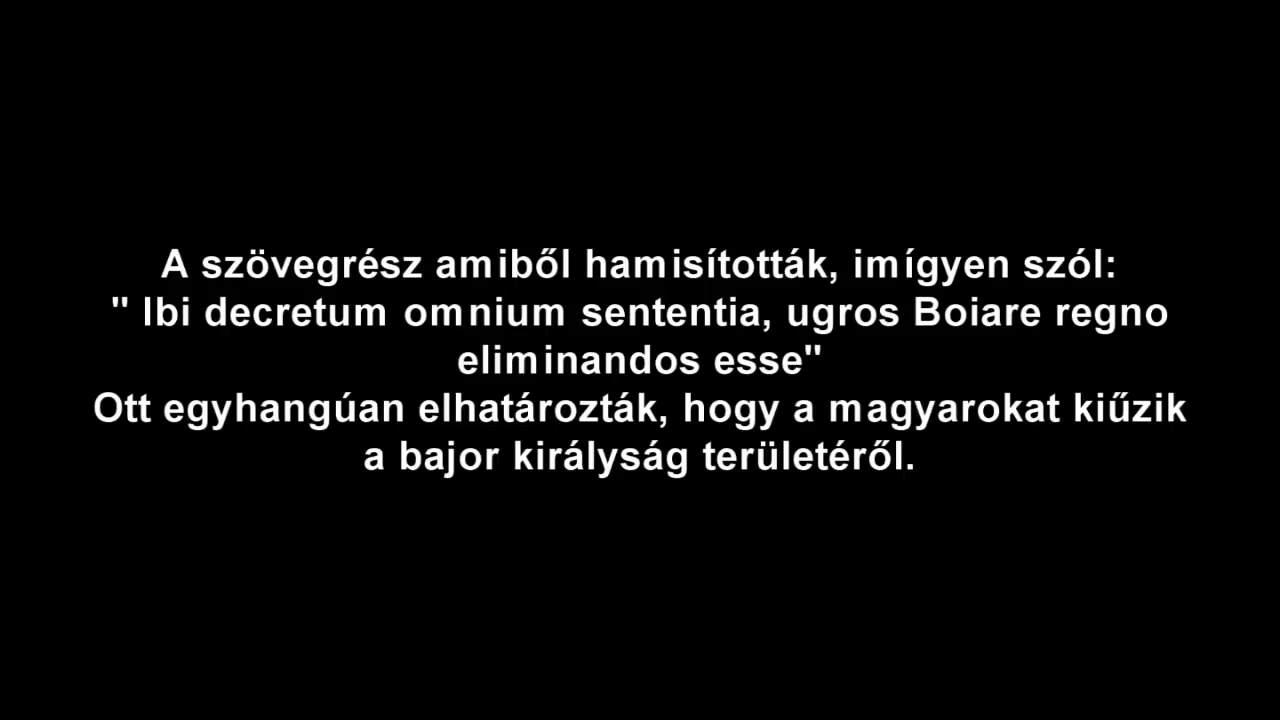 A szövegrész amiből hamisították, imígyen szól:
" Ibi decretum omnium sententia, ugros Boiare regno
eliminandos esse"
Ott egyhangúan elhatározták, hogy a magyarokat kiűzik
a bajor királyság területéről.